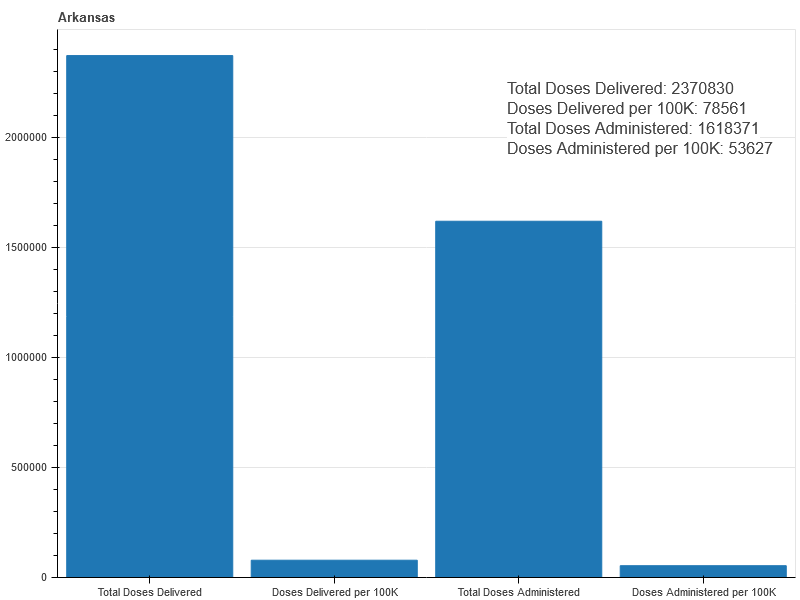 Arkansas
Total Doses Delivered: 2370830
Doses Delivered per 100K: 78561
Total Doses Administered: 1618371
Doses Administered per 100K: 53627
2000000
1500000
1000000
500000
0
Total Doses Delivered
Doses Delivered per 100K
Total Doses Administered
Doses Administered per 100K